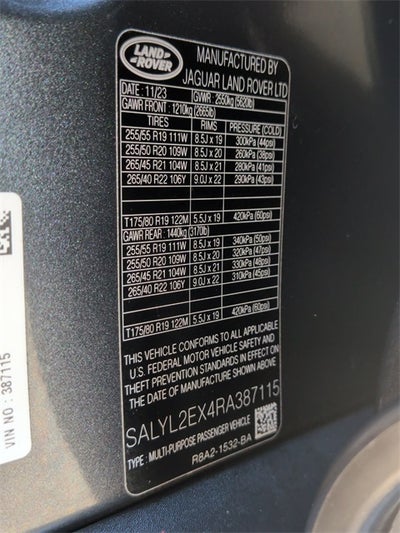 LAND ROVER
MANUFACTURED BY
JAGUAR LAND ROVER LTD
DATE: 11/23 GVWR: 2550kg (5620lb)
GAWR FRONT: 1210kg (2665lb)
TIRES RIMS PRESSURE (COLD)
255/55 R19 111W 8.5J x 19 300kPa (44psi)
255/50 R20 109W 8.5J x 20 260kPa (38psi)
265/45 R21 104W 8.5J x 21 280kPa (41psi)
265/40 R22 106Y 9.0J x 22 290kPa (43psi)
T175/80 R19 122M 5.5J x 19 420kPa (60psi)
GAWR REAR: 1440kg (3170lb)
255/55 R19 111W 8.5J x 19 340kPa (50psi)
255/50 R20 109W 8.5J x 20 320kPa (47psi)
265/45 R21 104W 8.5J x 21 330kPa (48psi)
265/40 R22 106Y 9.0J x 22 310kPa (45psi)
T175/80 R19 122M 5.5J x 19 420kPa (60psi)
THIS VEHICLE CONFORMS TO ALL APPLICABLE
U.S. FEDERAL MOTOR VEHICLE SAFETY AND
THEFT PREVENTION STANDARDS IN EFFECT ON
THE DATE OF MANUFACTURE SHOWN ABOVE.
SALYL2EX4RA387115
TYPE: MULTI-PURPOSE PASSENGER VEHICLE
R8A2-1532-BA
VIN NO : 387115